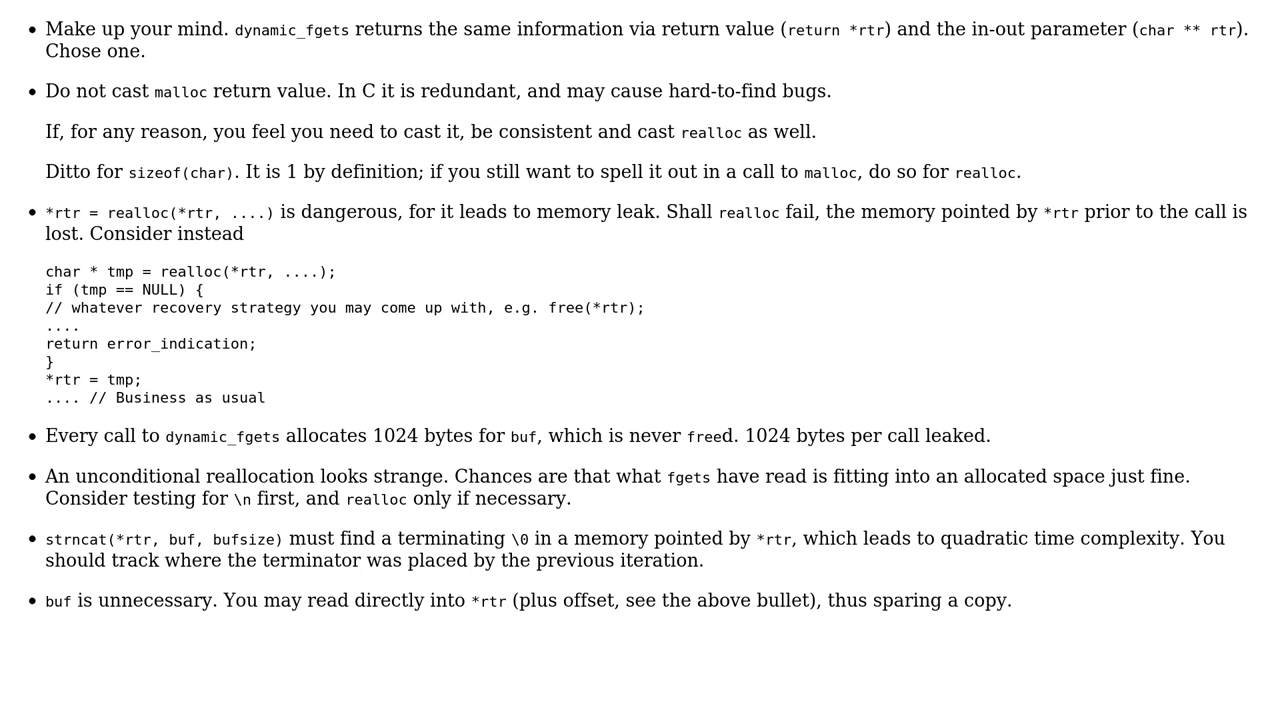 • Make up your mind. dynamic_fgets returns the same information via return value (return *rtr) and the in-out parameter (char ** rtr).
Chose one.
• Do not cast malloc return value. In C it is redundant, and may cause hard-to-find bugs.
If, for any reason, you feel you need to cast it, be consistent and cast realloc as well.
Ditto for sizeof(char). It is 1 by definition; if you still want to spell it out in a call to malloc, do so for realloc.
• *rtr = realloc(*rtr, ....) is dangerous, for it leads to memory leak. Shall realloc fail, the memory pointed by *rtr prior to the call is
lost. Consider instead
char * tmp = realloc(*rtr, ....);
if (tmp == NULL) {
// whatever recovery strategy you may come up with, e.g. free(*rtr);
....
return error_indication;
}
*rtr = tmp;
.... // Business as usual
• Every call to dynamic_fgets allocates 1024 bytes for buf, which is never freed. 1024 bytes per call leaked.
• An unconditional reallocation looks strange. Chances are that what fgets have read is fitting into an allocated space just fine.
Consider testing for \n first, and realloc only if necessary.
• strncat(*rtr, buf, bufsize) must find a terminating \0 in a memory pointed by *rtr, which leads to quadratic time complexity. You
should track where the terminator was placed by the previous iteration.
• buf is unnecessary. You may read directly into *rtr (plus offset, see the above bullet), thus sparing a copy.